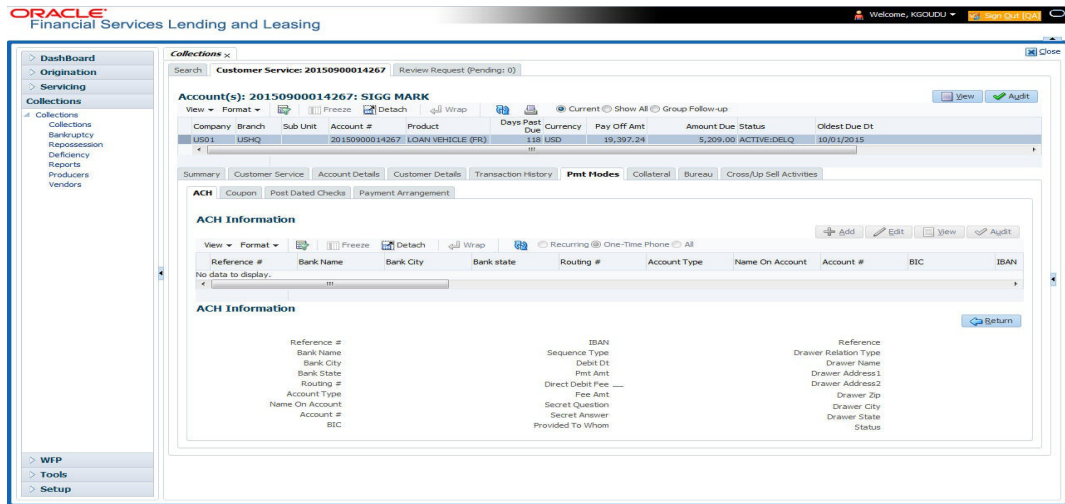 ORACLE
Financial Services Lending and Leasing
Welcome, KGOUDU
Sign Out (QA)
Close
DashBoard
Origination
Servicing
Collections
Collections
Collections
Bankruptcy
Repossession
Deficiency
Reports
Producers
Vendors
WFP
Tools
Setup
Collections x
Search Customer Service: 20150900014267 Review Request (Pending: 0)
Account(s): 20150900014267: SIGG MARK
View Audit
View Format Freeze Detach Wrap Current Show All Group Follow-up
Company Branch Sub Unit Account # Product Days Past Due Currency Pay Off Amt Amount Due Status Oldest Due Dt
US01 USHQ 20150900014267 LOAN VEHICLE (FR) 118 USD 19,397.24 5,209.00 ACTIVE:DELQ 10/01/2015
Summary Customer Service Account Details Customer Details Transaction History Pmt Modes Collateral Bureau Cross/Up Sell Activities
ACH Coupon Post Dated Checks Payment Arrangement
ACH Information
Add Edit View Audit
View Format Freeze Detach Wrap Recurring One-Time Phone All
Reference # Bank Name Bank City Bank state Routing # Account Type Name On Account Account # BIC IBAN
No data to display.
ACH Information
Return
Reference # IBAN Reference
Bank Name Sequence Type Drawer Relation Type
Bank City Debit Dt Drawer Name
Bank State Pmt Amt Drawer Address1
Routing # Direct Debit Fee Drawer Address2
Account Type Fee Amt Drawer Zip
Name On Account Secret Question Drawer City
Account # Secret Answer Drawer State
BIC Provided To Whom Status